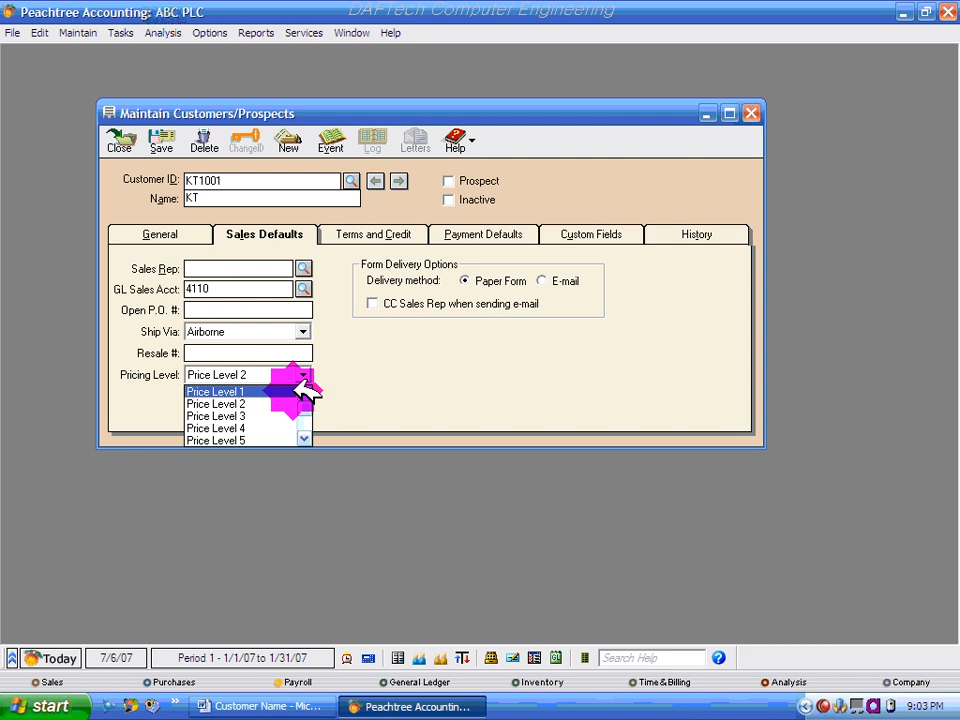 Peachtree Accounting: ABC PLC
DAFTech Computer Engineering
File Edit Maintain Tasks Analysis Options Reports Services Window Help
Maintain Customers/Prospects
Close Save Delete ChangeID New Event Log Letters Help
Customer ID: KT1001 Prospect
Name: KT Inactive
General Sales Defaults Terms and Credit Payment Defaults Custom Fields History
Sales Rep: Form Delivery Options
GL Sales Acct: 4110 Delivery method: Paper Form E-mail
Open P.O. #: CC Sales Rep when sending e-mail
Ship Via: Airborne
Resale #:
Pricing Level: Price Level 2
Price Level 1
Price Level 2
Price Level 3
Price Level 4
Price Level 5
Today 7/6/07 Period 1 - 1/1/07 to 1/31/07 Search Help
Sales Purchases Payroll General Ledger Inventory Time & Billing Analysis Company
start Customer Name - Mic... Peachtree Accountin... 9:03 PM